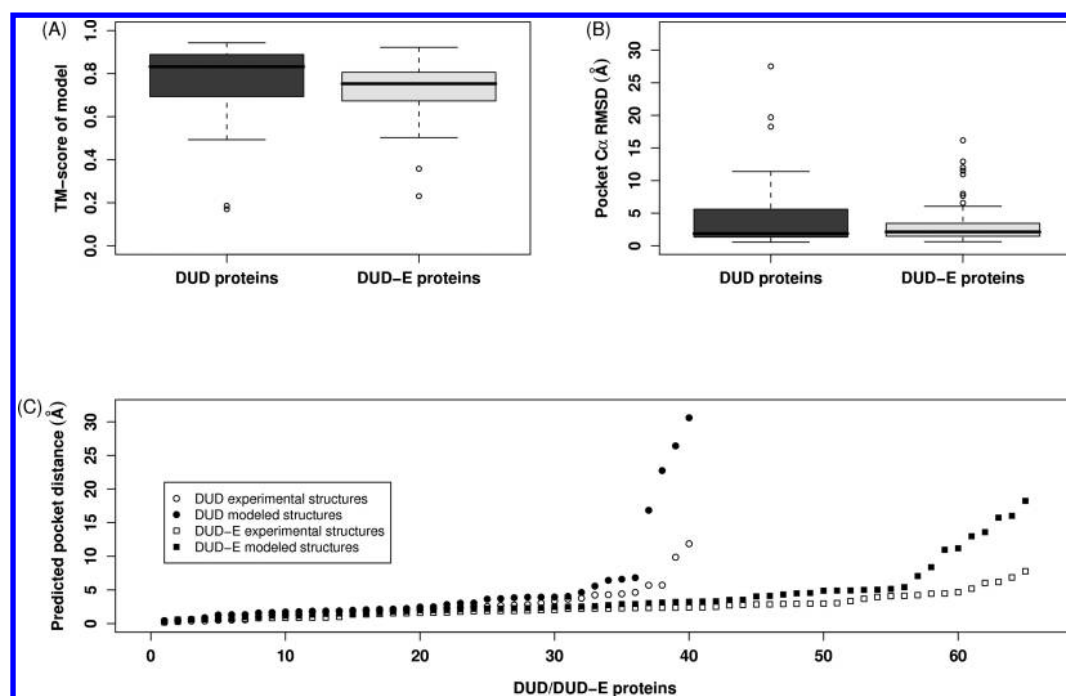 (A)
TM−score of model
1.0
0.8
0.6
0.4
0.2
0.0
DUD proteins
DUD−E proteins
(B)
Pocket Cα RMSD (Å)
30
25
20
15
10
5
0
DUD proteins
DUD−E proteins
(C)
Predicted pocket distance (Å)
30
25
20
15
10
5
0
DUD experimental structures
DUD modeled structures
DUD−E experimental structures
DUD−E modeled structures
0 10 20 30 40 50 60
DUD/DUD−E proteins